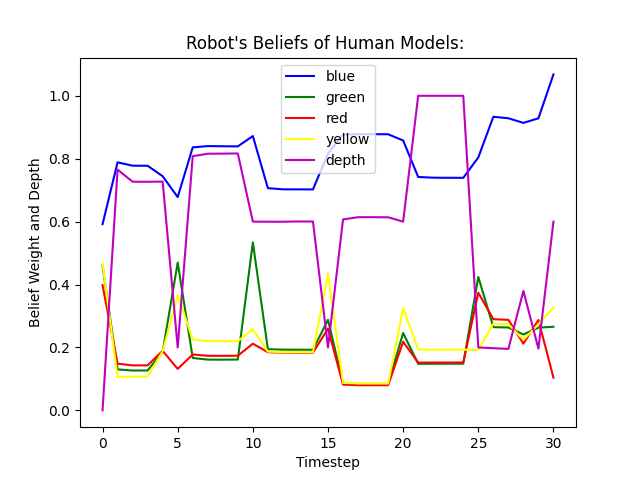 Robot's Beliefs of Human Models:
blue
green
red
yellow
depth
Belief Weight and Depth
1.0
0.8
0.6
0.4
0.2
0.0
0 5 10 15 20 25 30
Timestep